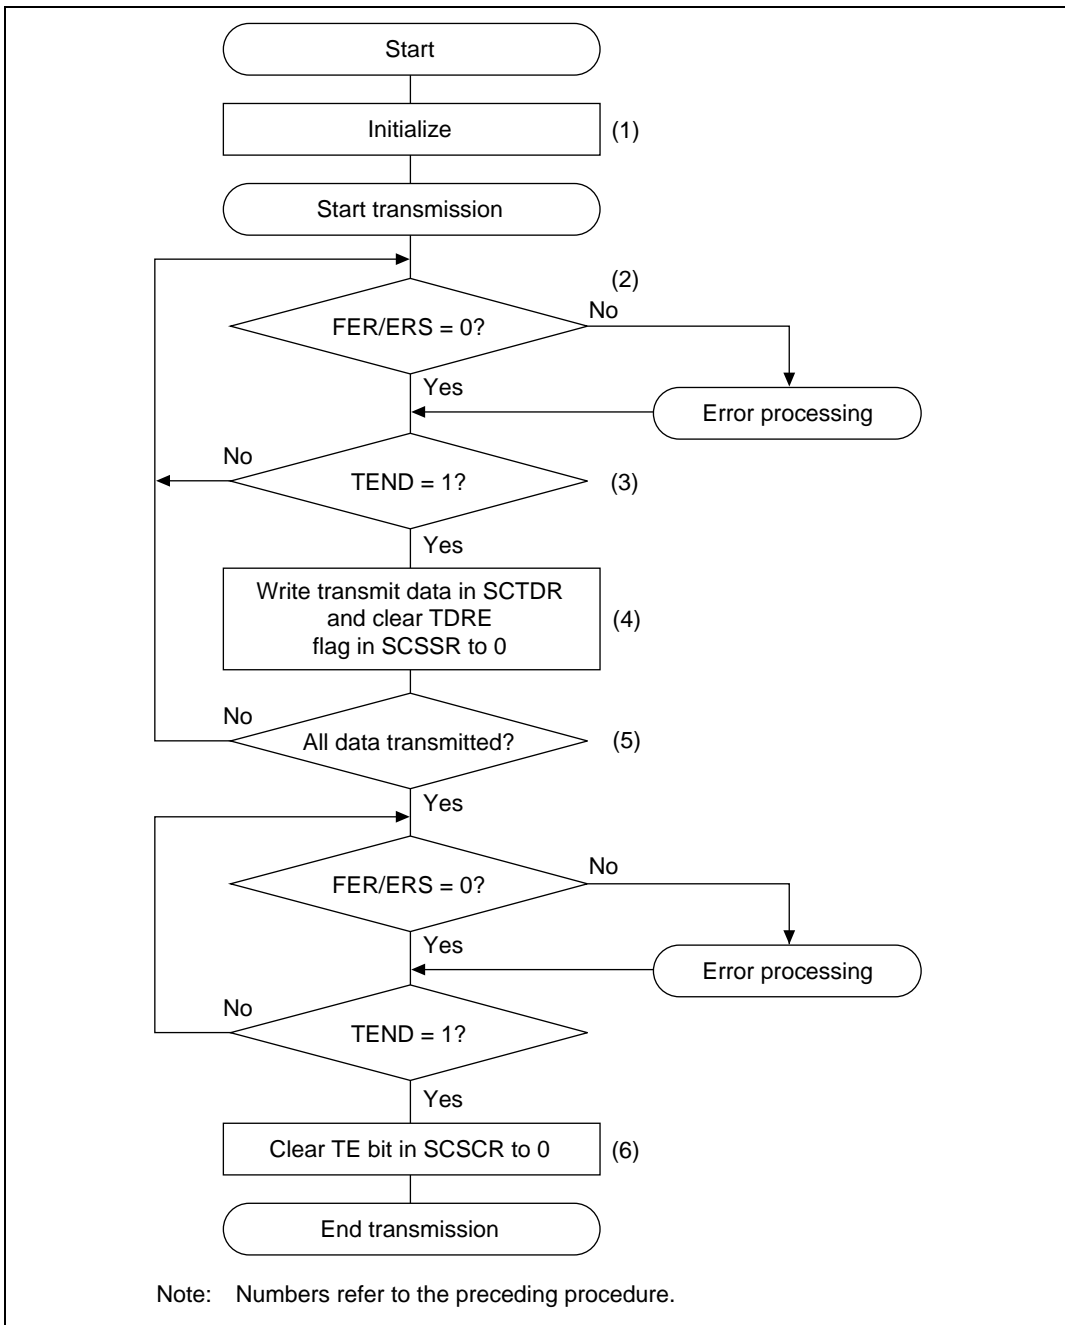 Start
Initialize
(1)
Start transmission
(2)
FER/ERS = 0?
No
Yes
Error processing
No
TEND = 1?
(3)
Yes
Write transmit data in SCTDR
and clear TDRE
flag in SCSSR to 0
(4)
No
All data transmitted?
(5)
Yes
FER/ERS = 0?
No
Yes
Error processing
No
TEND = 1?
Yes
Clear TE bit in SCSCR to 0
(6)
End transmission
Note: Numbers refer to the preceding procedure.